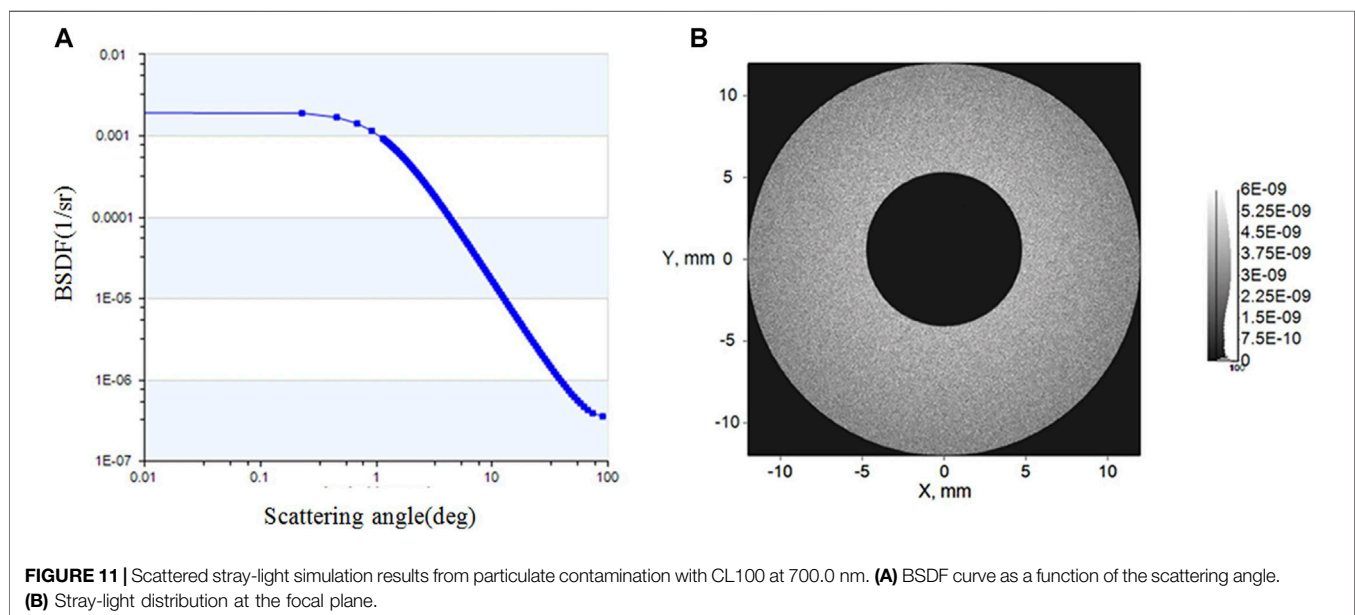 A
0.01
0.001
0.0001
1E-05
1E-06
1E-07
BSDF(1/sr)
0.01 0.1 1 10 100
Scattering angle(deg)
B
10
5
Y, mm 0
-5
-10
-10 -5 0 5 10
X, mm
6E-09
5.25E-09
4.5E-09
3.75E-09
3E-09
2.25E-09
1.5E-09
7.5E-10
0
100
FIGURE 11 | Scattered stray-light simulation results from particulate contamination with CL100 at 700.0 nm. (A) BSDF curve as a function of the scattering angle.
(B) Stray-light distribution at the focal plane.